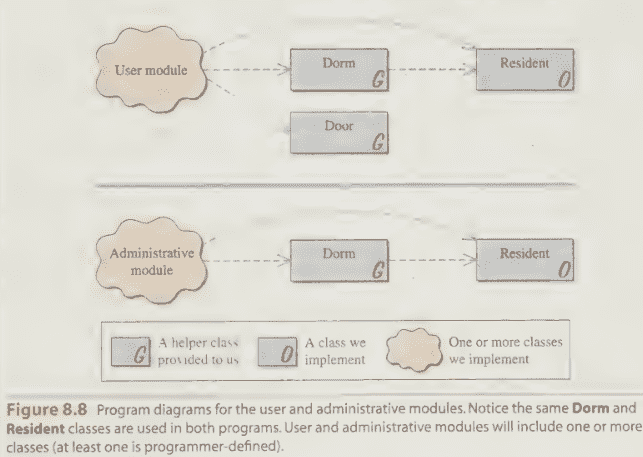 User module
Dorm
G
Resident
O
Door
G
Administrative
module
Dorm
G
Resident
O
G
A helper class
provided to us
O
A class we
implement
One or more classes
we implement
Figure 8.8 Program diagrams for the user and administrative modules. Notice the same Dorm and
Resident classes are used in both programs. User and administrative modules will include one or more
classes (at least one is programmer-defined).